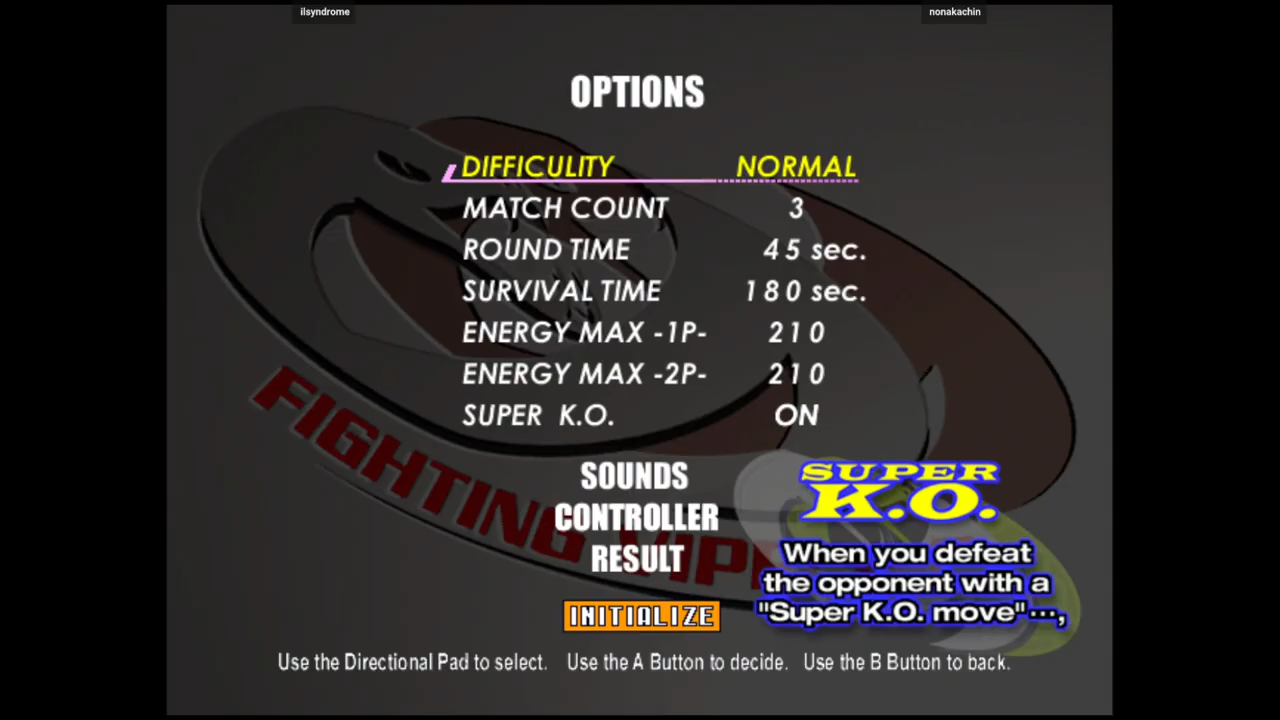 ilsyndrome
nonakachin
OPTIONS
DIFFICULITY NORMAL
MATCH COUNT 3
ROUND TIME 45 sec.
SURVIVAL TIME 180 sec.
ENERGY MAX -1P- 210
ENERGY MAX -2P- 210
SUPER K.O. ON
SOUNDS
CONTROLLER
RESULT
INITIALIZE
SUPER
K.O.
When you defeat
the opponent with a
"Super K.O. move"···,
FIGHTING VIP
Use the Directional Pad to select. Use the A Button to decide. Use the B Button to back.